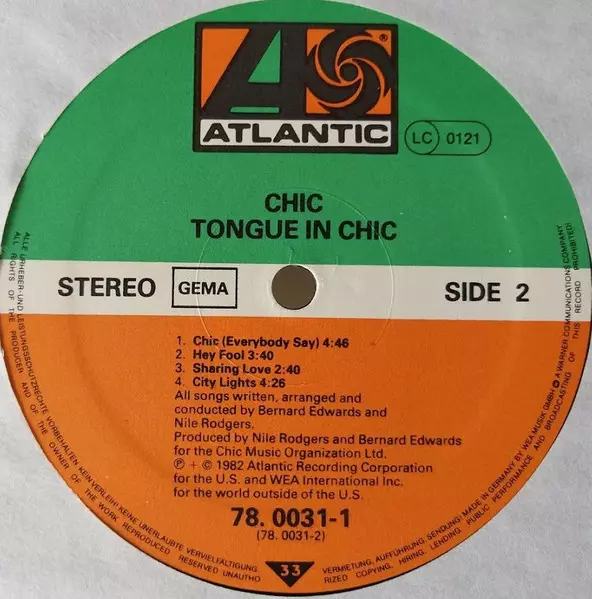 ATLANTIC
LC 0121
CHIC
TONGUE IN CHIC
STEREO GEMA SIDE 2
1. Chic (Everybody Say) 4:46
2. Hey Fool 3:40
3. Sharing Love 2:40
4. City Lights 4:26
All songs written, arranged and
conducted by Bernard Edwards and
Nile Rodgers.
Produced by Nile Rodgers and Bernard Edwards
for the Chic Music Organization Ltd.
Ⓟ + © 1982 Atlantic Recording Corporation
for the U.S. and WEA International Inc.
for the world outside of the U.S.
78. 0031-1
(78. 0031-2)
33
ALLE URHEBER- UND LEISTUNGSSCHUTZRECHTE VORBEHALTEN KEIN VERLEIH! KEINE UNERLAUBTE VERVIELFÄLTIGUNG, VERMIETUNG, AUFFÜHRUNG, SENDUNG! MADE IN GERMANY BY WEA MUSIK GMBH A WARNER COMMUNICATIONS COMPANY
ALL RIGHTS OF THE PRODUCER AND OF THE OWNER OF THE WORK REPRODUCED RESERVED UNAUTHORIZED COPYING, HIRING, LENDING PUBLIC PERFORMANCE AND BROADCASTING OF THIS RECORD PROHIBITED!